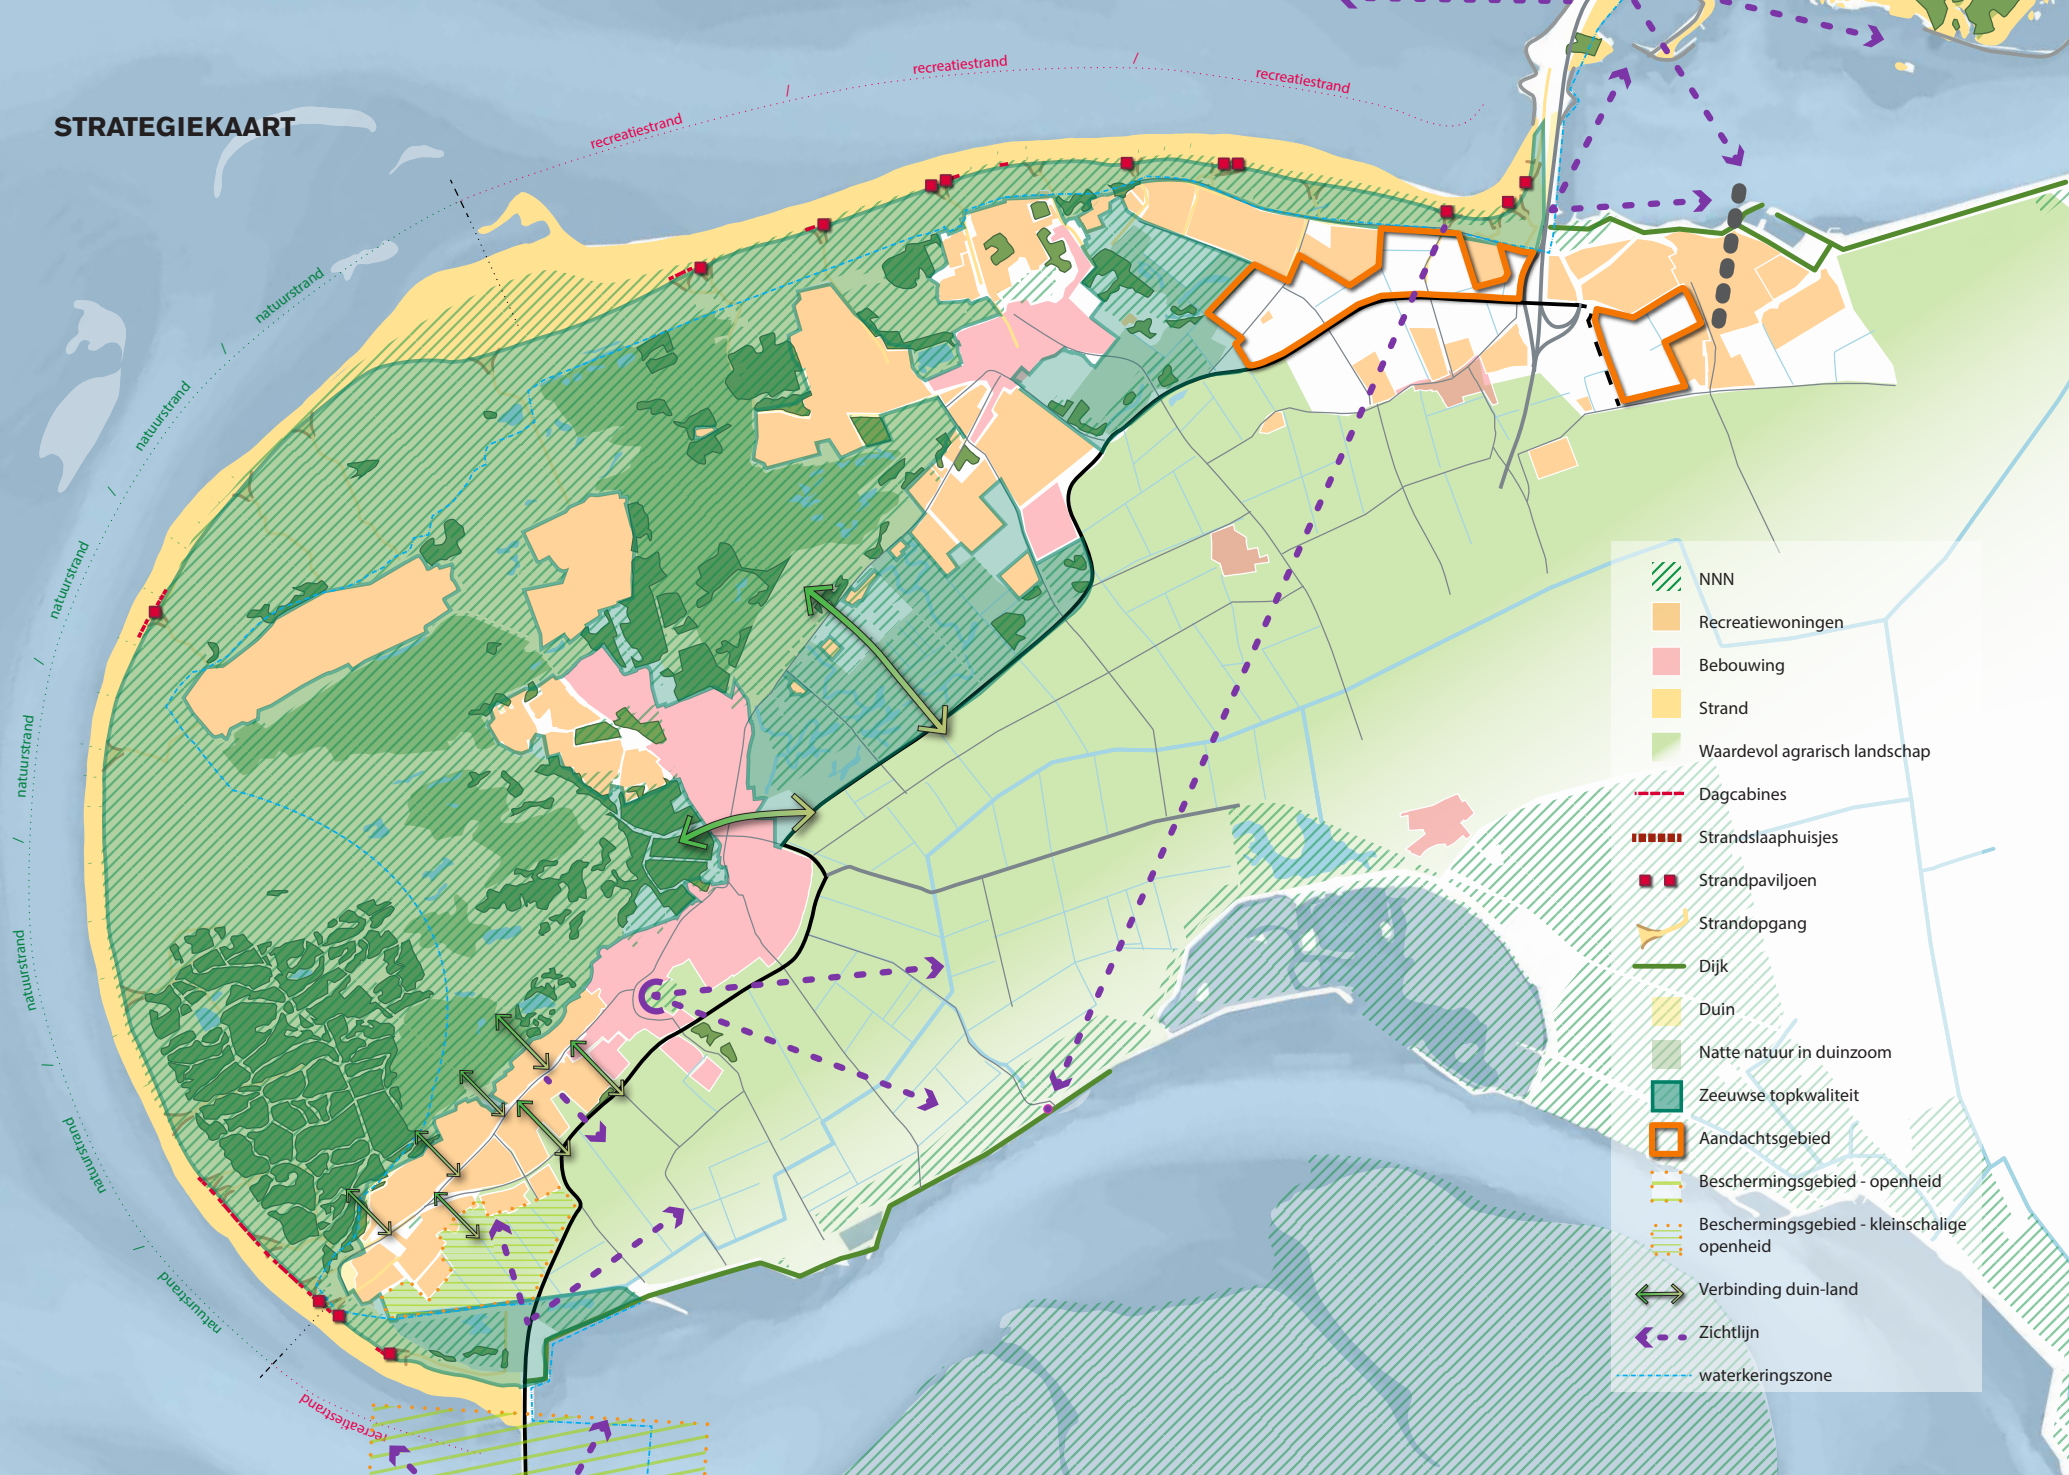 STRATEGIEKAART
recreatiestrand
/
recreatiestrand
/
recreatiestrand
natuurstrand
/
natuurstrand
/
natuurstrand
/
natuurstrand
/
natuurstrand
/
natuurstrand
/
natuurstrand
recreatiestrand
NNN
Recreatiewoningen
Bebouwing
Strand
Waardevol agrarisch landschap
Dagcabines
Strandslaaphuisjes
Strandpaviljoen
Strandopgang
Dijk
Duin
Natte natuur in duinzoom
Zeeuwse topkwaliteit
Aandachtsgebied
Beschermingsgebied - openheid
Beschermingsgebied - kleinschalige
openheid
Verbinding duin-land
Zichtlijn
waterkeringszone